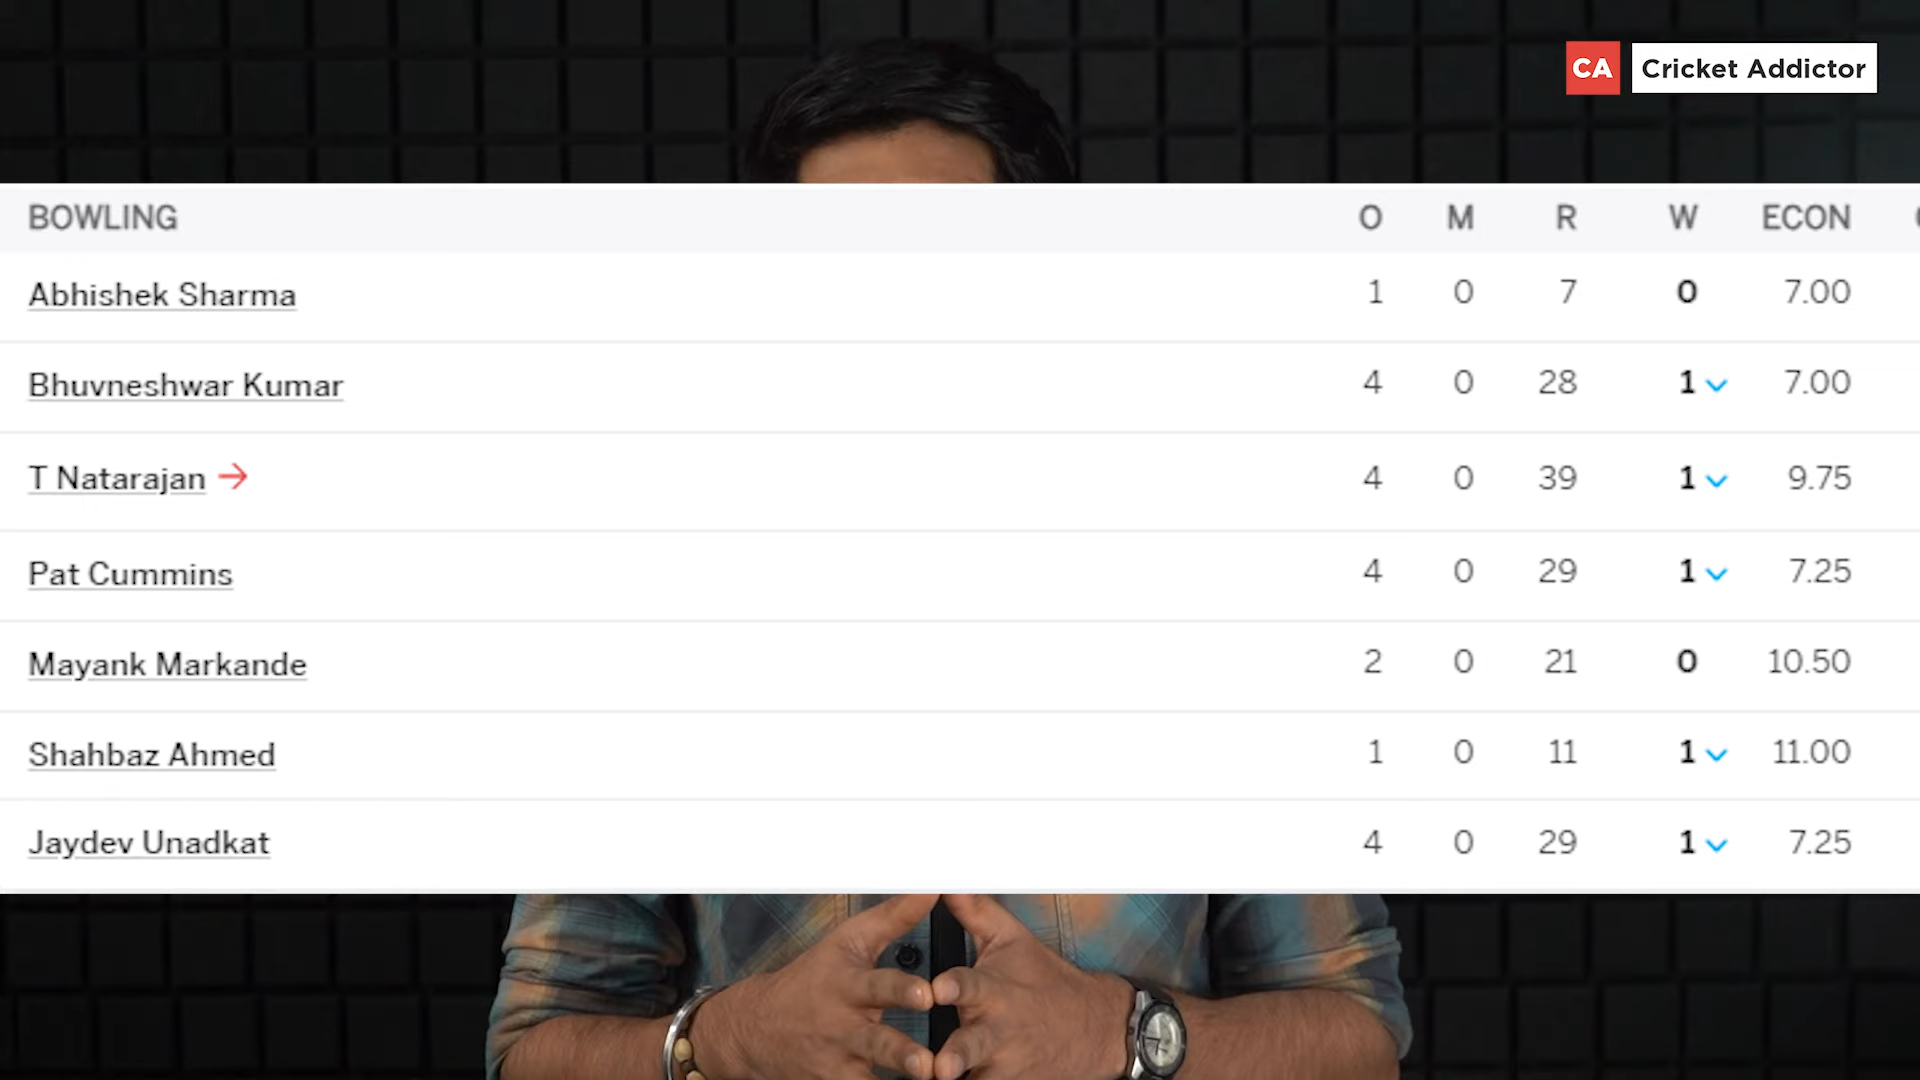 CA Cricket Addictor
BOWLING O M R W ECON
Abhishek Sharma 1 0 7 0 7.00
Bhuvneshwar Kumar 4 0 28 1 7.00
T Natarajan → 4 0 39 1 9.75
Pat Cummins 4 0 29 1 7.25
Mayank Markande 2 0 21 0 10.50
Shahbaz Ahmed 1 0 11 1 11.00
Jaydev Unadkat 4 0 29 1 7.25